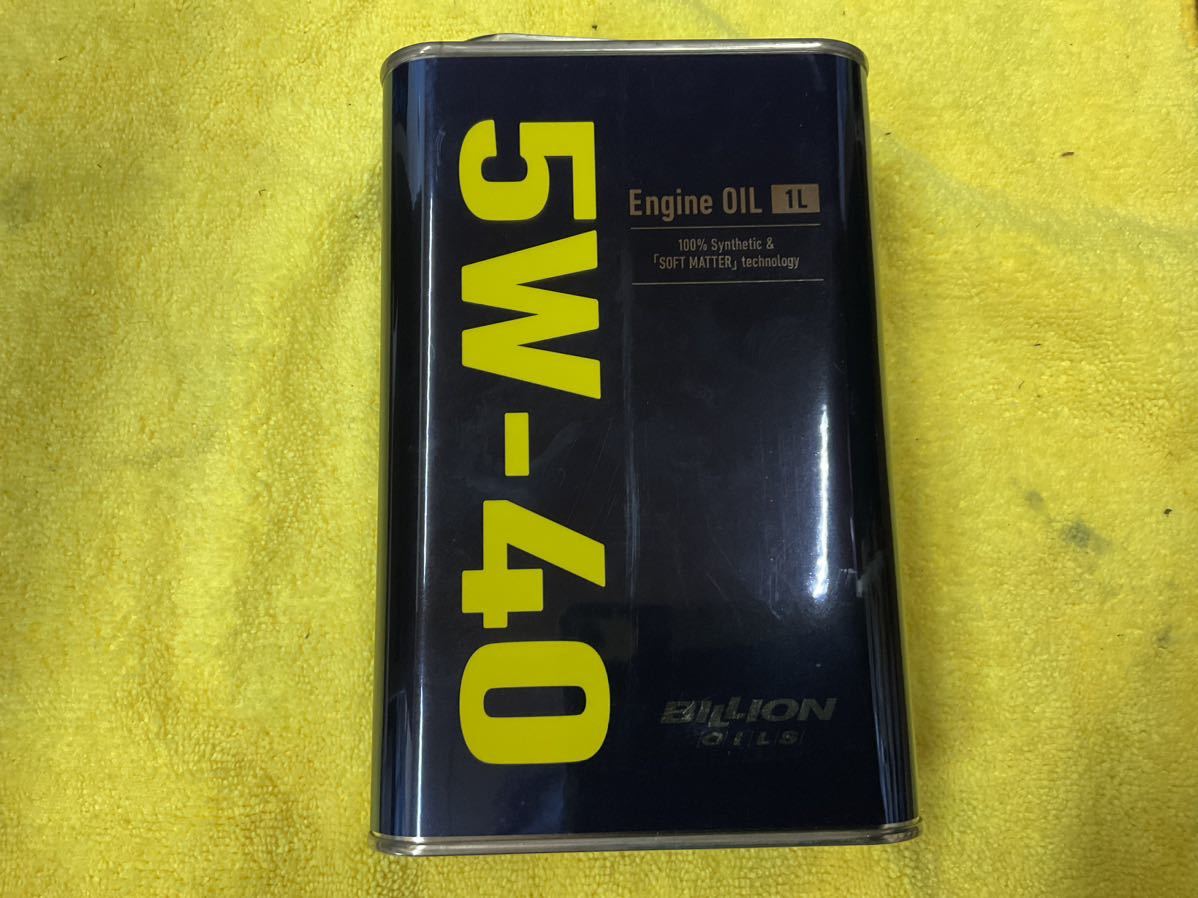 5W-40
Engine OIL 1L
100% Synthetic &
「SOFT MATTER」 technology
BILLION
OILS